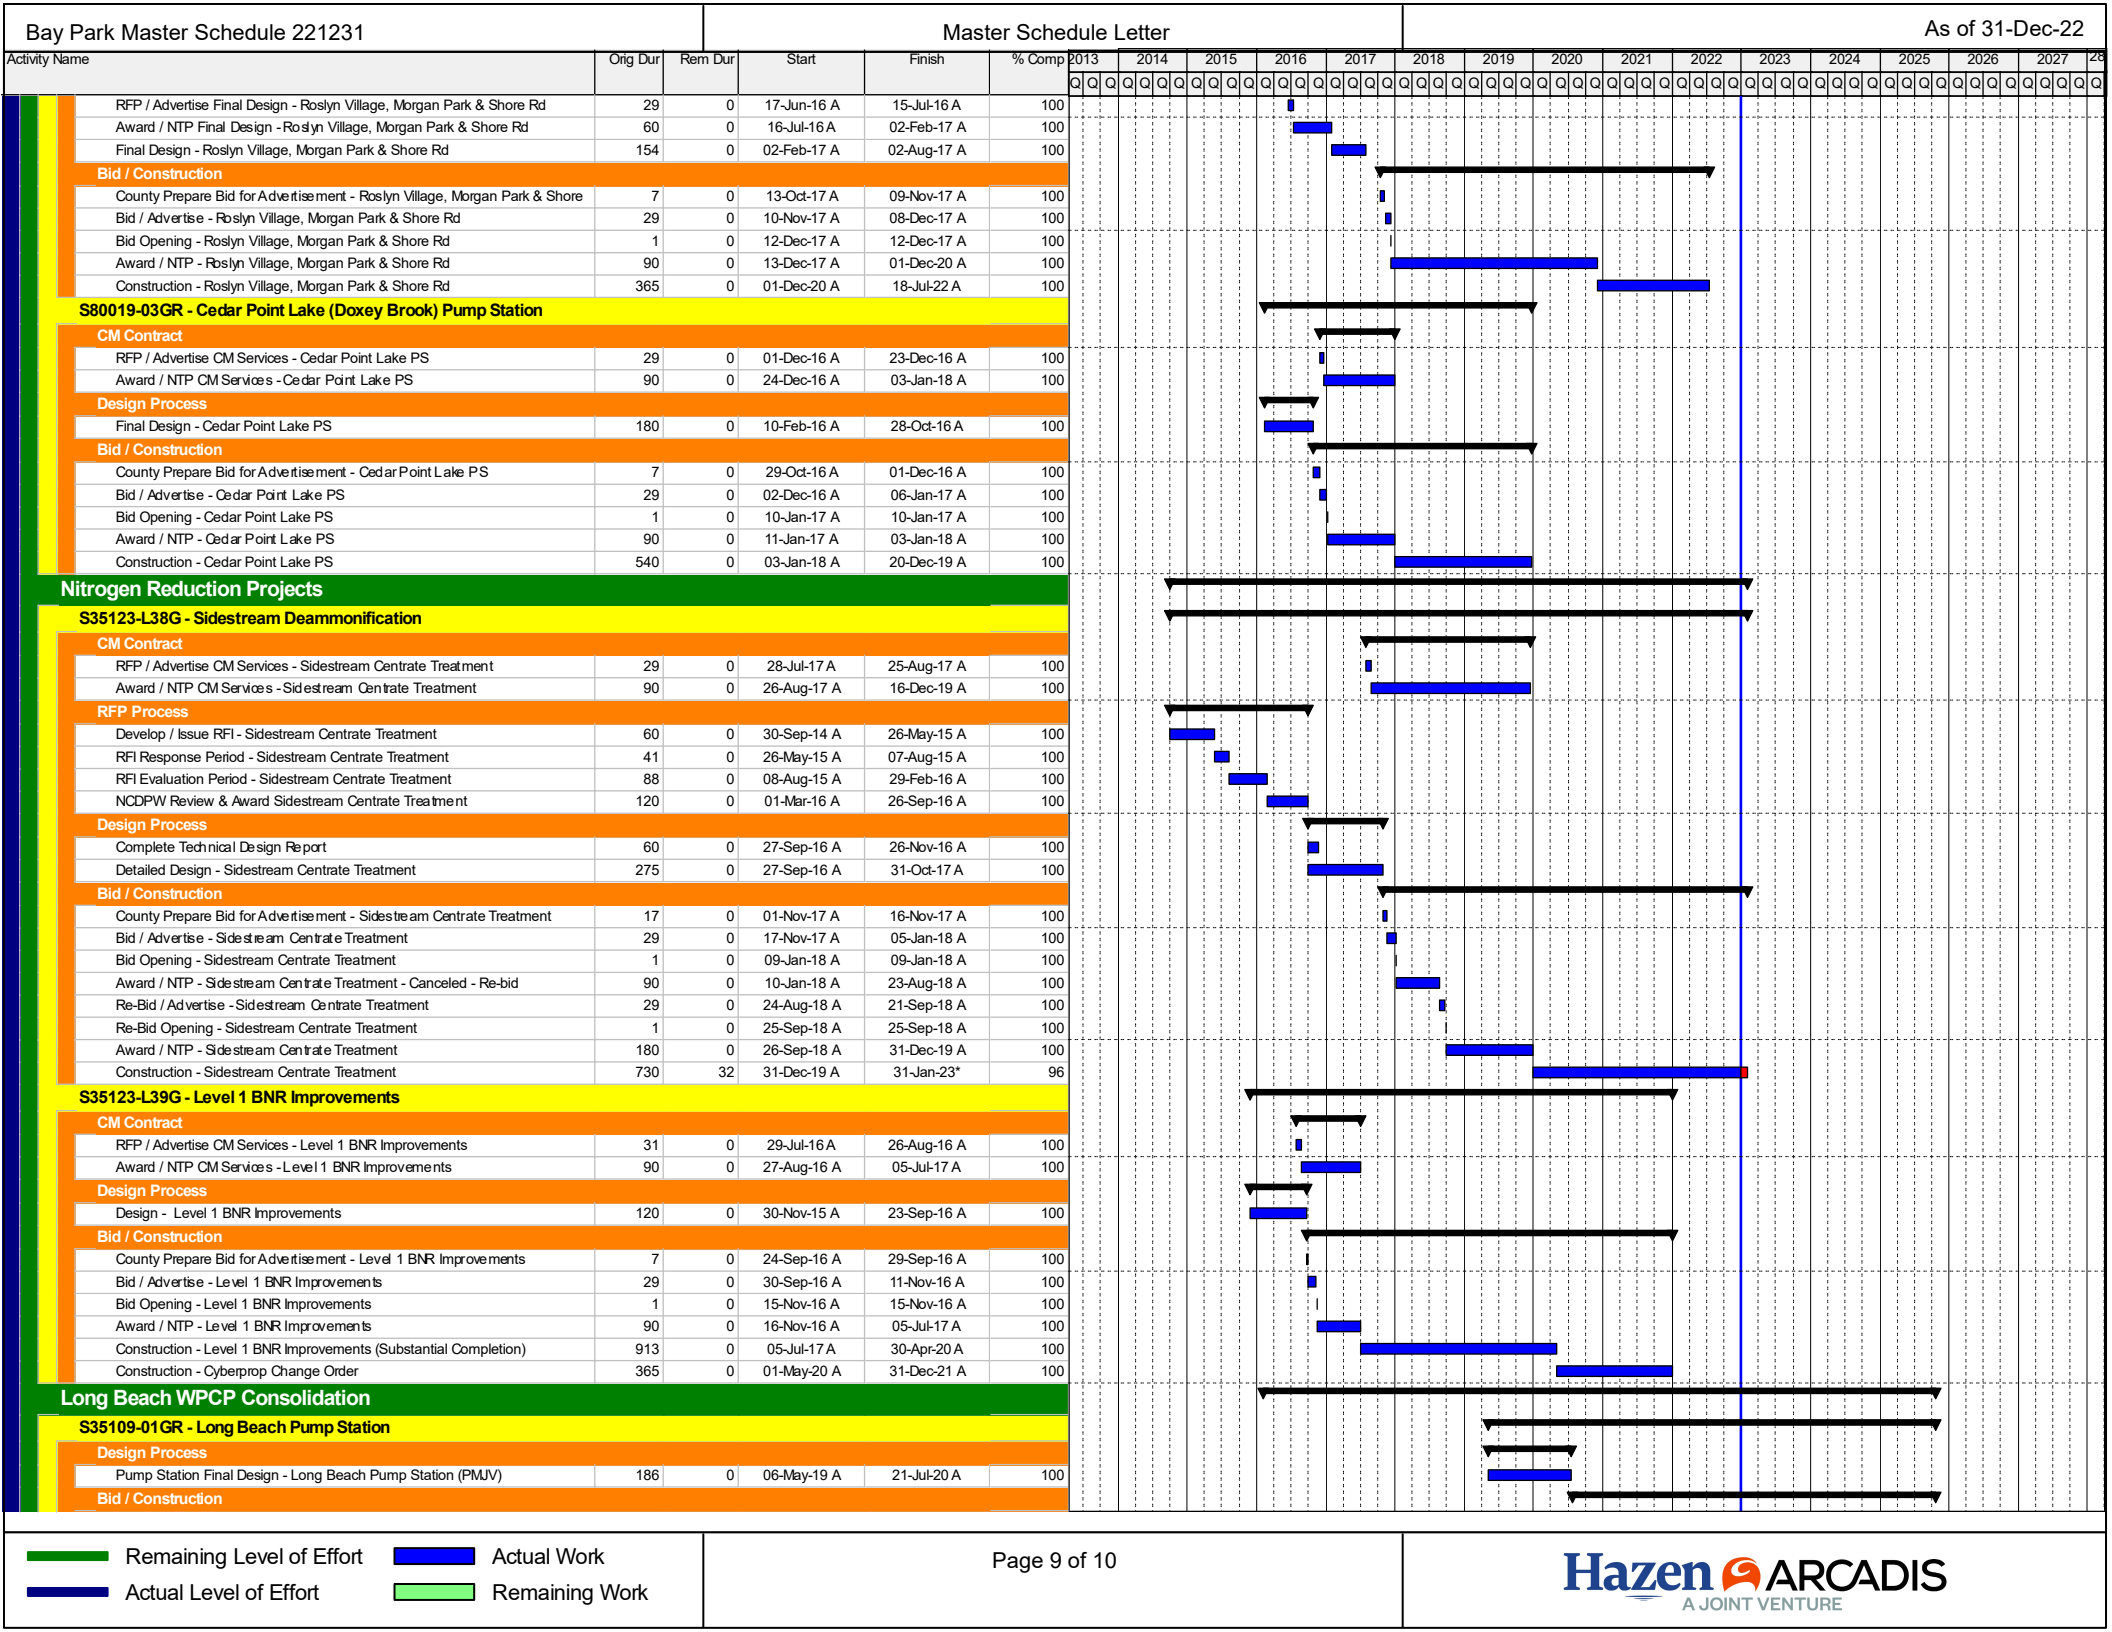 Bay Park Master Schedule 221231
Master Schedule Letter
As of 31-Dec-22
Activity Name Orig Dur Rem Dur Start Finish % Comp 2013 2014 2015 2016 2017 2018 2019 2020 2021 2022 2023 2024 2025 2026 2027 28
Q Q Q Q Q Q Q Q Q Q Q Q Q Q Q Q Q Q Q Q Q Q Q Q Q Q Q Q Q Q Q Q Q Q Q Q Q Q Q Q Q Q Q Q Q Q Q Q Q Q Q Q Q Q Q Q Q Q Q Q
RFP / Advertise Final Design - Roslyn Village, Morgan Park & Shore Rd 29 0 17-Jun-16 A 15-Jul-16 A 100
Award / NTP Final Design - Roslyn Village, Morgan Park & Shore Rd 60 0 16-Jul-16 A 02-Feb-17 A 100
Final Design - Roslyn Village, Morgan Park & Shore Rd 154 0 02-Feb-17 A 02-Aug-17 A 100
Bid / Construction
County Prepare Bid for Advertisement - Roslyn Village, Morgan Park & Shore 7 0 13-Oct-17 A 09-Nov-17 A 100
Bid / Advertise - Roslyn Village, Morgan Park & Shore Rd 29 0 10-Nov-17 A 08-Dec-17 A 100
Bid Opening - Roslyn Village, Morgan Park & Shore Rd 1 0 12-Dec-17 A 12-Dec-17 A 100
Award / NTP - Roslyn Village, Morgan Park & Shore Rd 90 0 13-Dec-17 A 01-Dec-20 A 100
Construction - Roslyn Village, Morgan Park & Shore Rd 365 0 01-Dec-20 A 18-Jul-22 A 100
S80019-03GR - Cedar Point Lake (Doxey Brook) Pump Station
CM Contract
RFP / Advertise CM Services - Cedar Point Lake PS 29 0 01-Dec-16 A 23-Dec-16 A 100
Award / NTP CM Services - Cedar Point Lake PS 90 0 24-Dec-16 A 03-Jan-18 A 100
Design Process
Final Design - Cedar Point Lake PS 180 0 10-Feb-16 A 28-Oct-16 A 100
Bid / Construction
County Prepare Bid for Advertisement - Cedar Point Lake PS 7 0 29-Oct-16 A 01-Dec-16 A 100
Bid / Advertise - Cedar Point Lake PS 29 0 02-Dec-16 A 06-Jan-17 A 100
Bid Opening - Cedar Point Lake PS 1 0 10-Jan-17 A 10-Jan-17 A 100
Award / NTP - Cedar Point Lake PS 90 0 11-Jan-17 A 03-Jan-18 A 100
Construction - Cedar Point Lake PS 540 0 03-Jan-18 A 20-Dec-19 A 100
Nitrogen Reduction Projects
S35123-L38G - Sidestream Deammonification
CM Contract
RFP / Advertise CM Services - Sidestream Centrate Treatment 29 0 28-Jul-17 A 25-Aug-17 A 100
Award / NTP CM Services - Sidestream Centrate Treatment 90 0 26-Aug-17 A 16-Dec-19 A 100
RFP Process
Develop / Issue RFI - Sidestream Centrate Treatment 60 0 30-Sep-14 A 26-May-15 A 100
RFI Response Period - Sidestream Centrate Treatment 41 0 26-May-15 A 07-Aug-15 A 100
RFI Evaluation Period - Sidestream Centrate Treatment 88 0 08-Aug-15 A 29-Feb-16 A 100
NCDPW Review & Award Sidestream Centrate Treatment 120 0 01-Mar-16 A 26-Sep-16 A 100
Design Process
Complete Technical Design Report 60 0 27-Sep-16 A 26-Nov-16 A 100
Detailed Design - Sidestream Centrate Treatment 275 0 27-Sep-16 A 31-Oct-17 A 100
Bid / Construction
County Prepare Bid for Advertisement - Sidestream Centrate Treatment 17 0 01-Nov-17 A 16-Nov-17 A 100
Bid / Advertise - Sidestream Centrate Treatment 29 0 17-Nov-17 A 05-Jan-18 A 100
Bid Opening - Sidestream Centrate Treatment 1 0 09-Jan-18 A 09-Jan-18 A 100
Award / NTP - Sidestream Centrate Treatment - Canceled - Re-bid 90 0 10-Jan-18 A 23-Aug-18 A 100
Re-Bid / Advertise - Sidestream Centrate Treatment 29 0 24-Aug-18 A 21-Sep-18 A 100
Re-Bid Opening - Sidestream Centrate Treatment 1 0 25-Sep-18 A 25-Sep-18 A 100
Award / NTP - Sidestream Centrate Treatment 180 0 26-Sep-18 A 31-Dec-19 A 100
Construction - Sidestream Centrate Treatment 730 32 31-Dec-19 A 31-Jan-23* 96
S35123-L39G - Level 1 BNR Improvements
CM Contract
RFP / Advertise CM Services - Level 1 BNR Improvements 31 0 29-Jul-16 A 26-Aug-16 A 100
Award / NTP CM Services - Level 1 BNR Improvements 90 0 27-Aug-16 A 05-Jul-17 A 100
Design Process
Design - Level 1 BNR Improvements 120 0 30-Nov-15 A 23-Sep-16 A 100
Bid / Construction
County Prepare Bid for Advertisement - Level 1 BNR Improvements 7 0 24-Sep-16 A 29-Sep-16 A 100
Bid / Advertise - Level 1 BNR Improvements 29 0 30-Sep-16 A 11-Nov-16 A 100
Bid Opening - Level 1 BNR Improvements 1 0 15-Nov-16 A 15-Nov-16 A 100
Award / NTP - Level 1 BNR Improvements 90 0 16-Nov-16 A 05-Jul-17 A 100
Construction - Level 1 BNR Improvements (Substantial Completion) 913 0 05-Jul-17 A 30-Apr-20 A 100
Construction - Cyberprop Change Order 365 0 01-May-20 A 31-Dec-21 A 100
Long Beach WPCP Consolidation
S35109-01GR - Long Beach Pump Station
Design Process
Pump Station Final Design - Long Beach Pump Station (PMJV) 186 0 06-May-19 A 21-Jul-20 A 100
Bid / Construction
Remaining Level of Effort Actual Work
Actual Level of Effort Remaining Work
Page 9 of 10
Hazen ARCADIS
A JOINT VENTURE